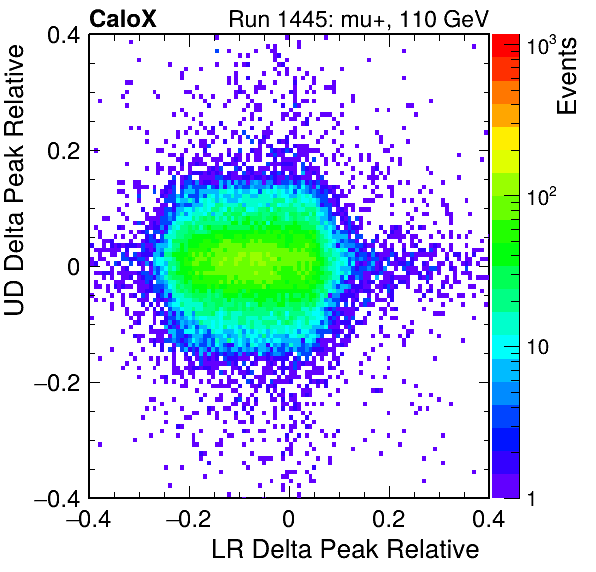 CaloX Run 1445: mu+, 110 GeV
UD Delta Peak Relative
0.4
0.2
0
−0.2
−0.4
−0.4 −0.2 0 0.2 0.4
LR Delta Peak Relative
Events
10³
10²
10
1